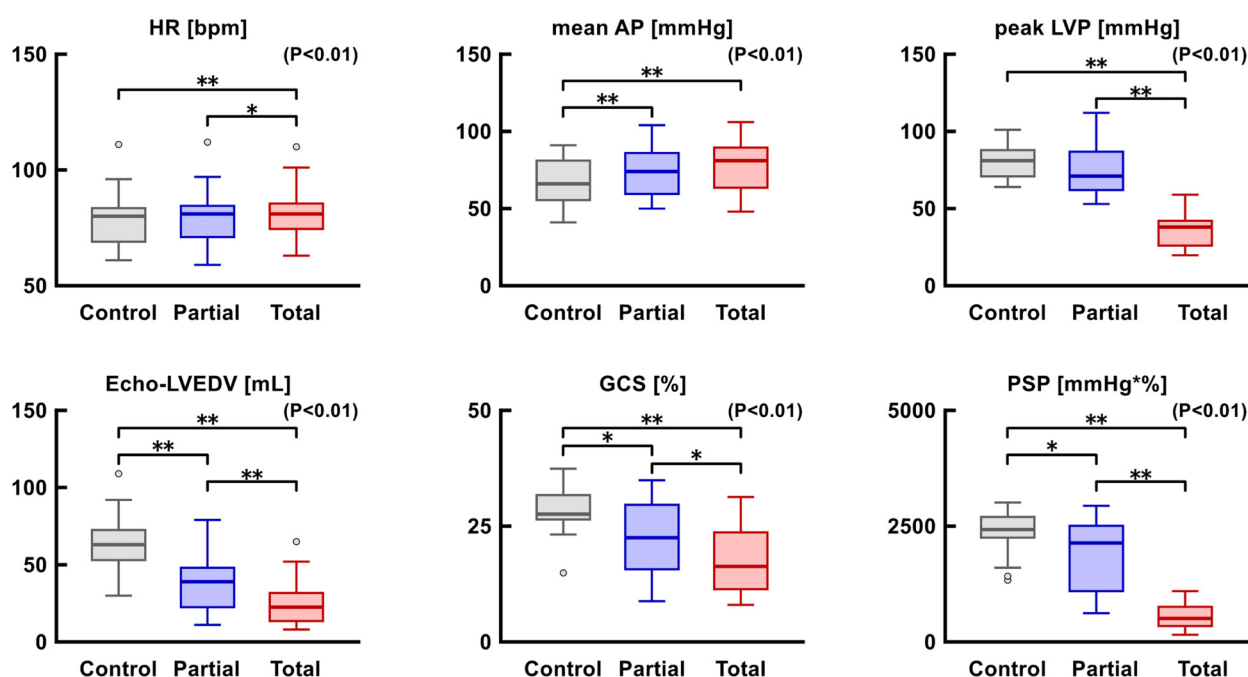 HR [bpm]
150
(P<0.01)
**
*
100
50
Control Partial Total
mean AP [mmHg]
150
(P<0.01)
**
**
100
50
0
Control Partial Total
peak LVP [mmHg]
150
(P<0.01)
**
**
100
50
0
Control Partial Total
Echo-LVEDV [mL]
150
(P<0.01)
**
**
**
100
50
0
Control Partial Total
GCS [%]
50
(P<0.01)
**
*
*
25
0
Control Partial Total
PSP [mmHg*%]
5000
(P<0.01)
**
*
**
2500
0
Control Partial Total